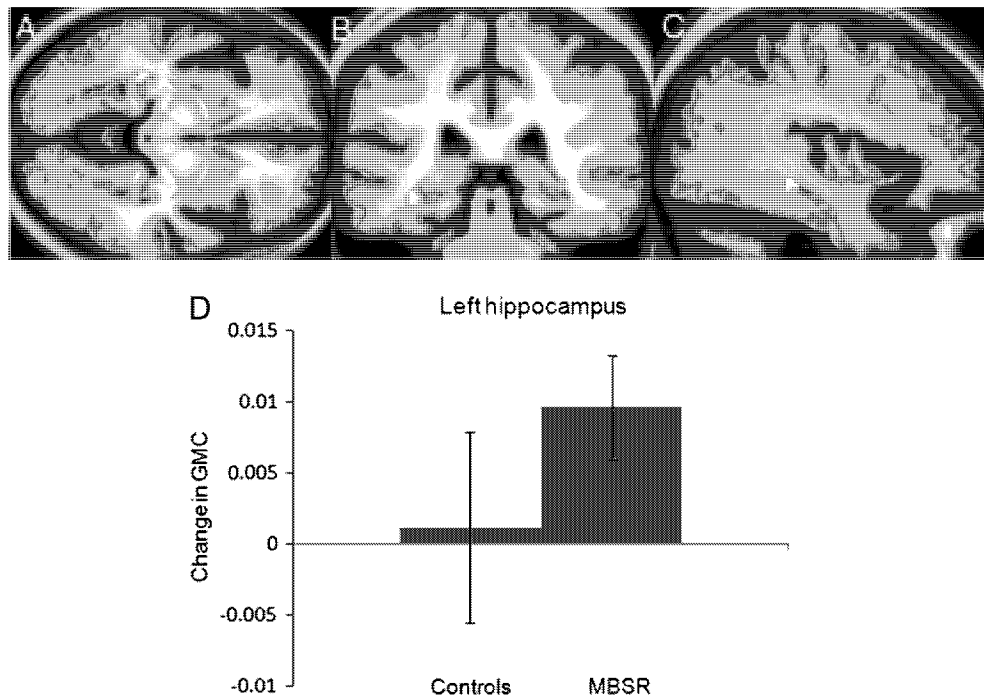 A
B
C
D
Left hippocampus
0.015
0.01
0.005
0
-0.005
-0.01
Change in GMC
Controls
MBSR